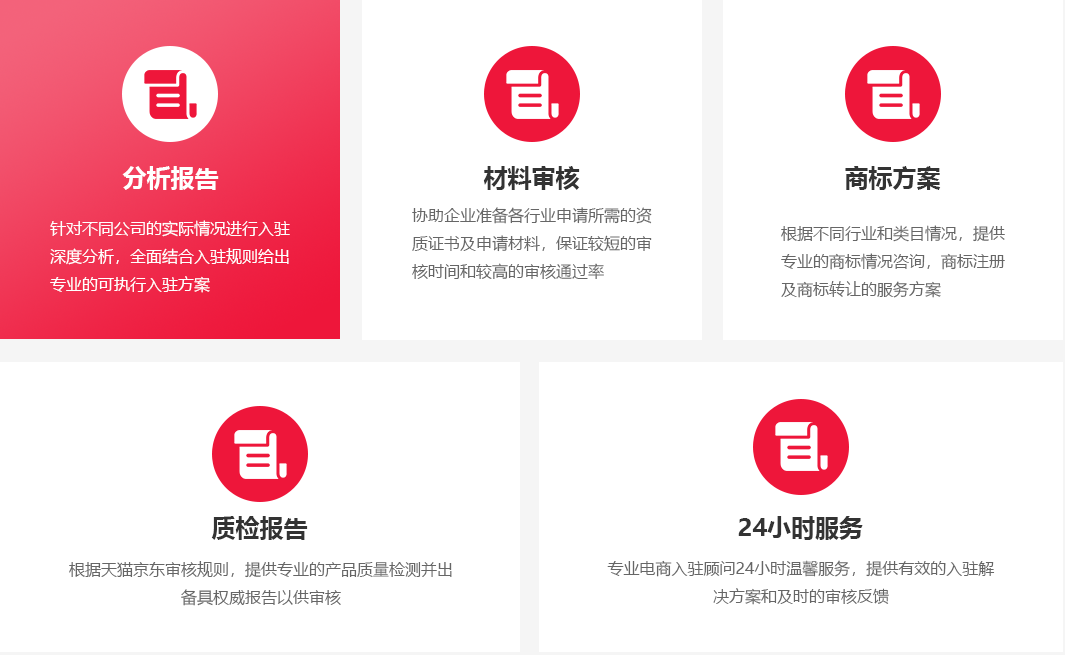 分析报告
针对不同公司的实际情况进行入驻
深度分析，全面结合入驻规则给出
专业的可执行入驻方案
材料审核
协助企业准备各行业申请所需的资
质证书及申请材料，保证较短的审
核时间和较高的审核通过率
商标方案
根据不同行业和类目情况，提供
专业的商标情况咨询，商标注册
及商标转让的服务方案
质检报告
根据天猫京东审核规则，提供专业的产品质量检测并出
备具权威报告以供审核
24小时服务
专业电商入驻顾问24小时温馨服务，提供有效的入驻解
决方案和及时的审核反馈